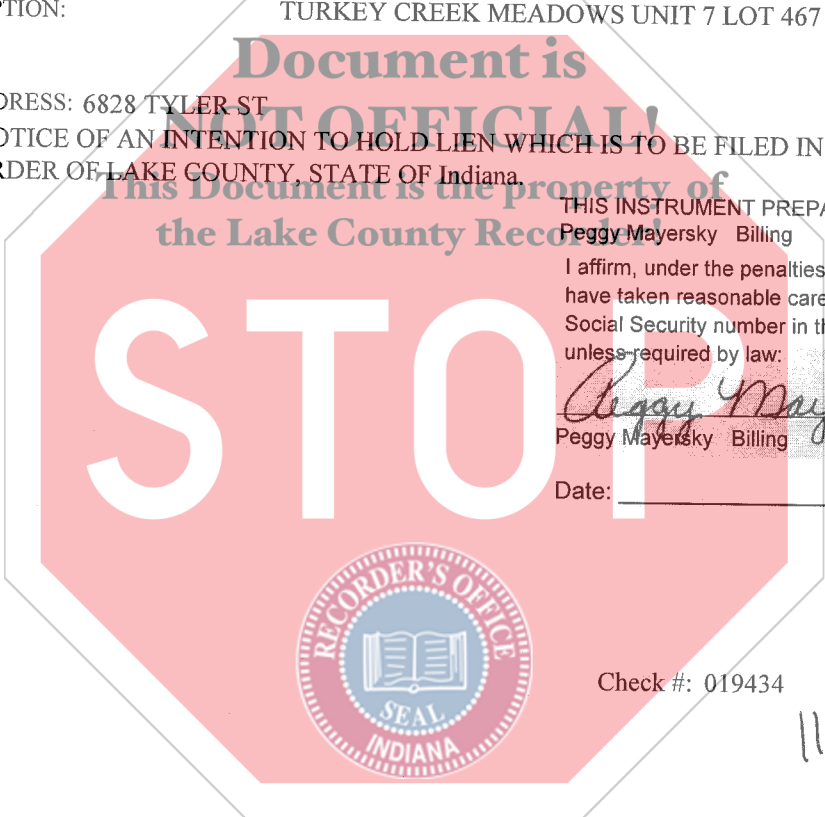 PTION: TURKEY CREEK MEADOWS UNIT 7 LOT 467
Document is
DRESS: 6828 TYLER ST
NOT OFFICIAL!
OTICE OF AN INTENTION TO HOLD LIEN WHICH IS TO BE FILED IN
RDER OF LAKE COUNTY, STATE OF Indiana.
This Document is the property of
the Lake County Recorder!
THIS INSTRUMENT PREPA
Peggy Mayersky Billing
I affirm, under the penalties
have taken reasonable care
Social Security number in th
unless required by law:
STOP
Peggy May
Peggy Mayersky Billing
Date:
RECORDER'S OFFICE
SEAL
INDIANA
Check #: 019434
11